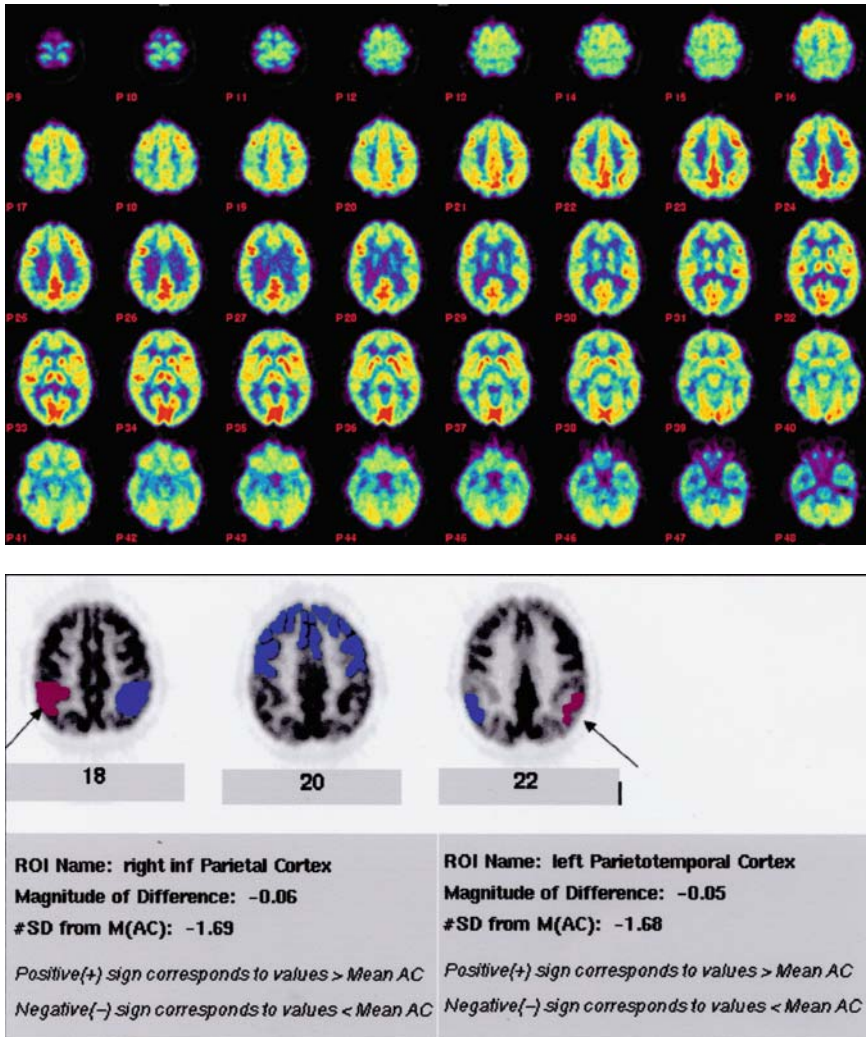 P9 P10 P11 P12 P13 P14 P15 P16
P17 P18 P19 P20 P21 P22 P23 P24
P25 P26 P27 P28 P29 P30 P31 P32
P33 P34 P35 P36 P37 P38 P39 P40
P41 P42 P43 P44 P45 P46 P47 P48
18 20 22
ROI Name: right inf Parietal Cortex
Magnitude of Difference: -0.06
#SD from M(AC): -1.69
Positive(+) sign corresponds to values > Mean AC
Negative(-) sign corresponds to values < Mean AC
ROI Name: left Parietotemporal Cortex
Magnitude of Difference: -0.05
#SD from M(AC): -1.68
Positive(+) sign corresponds to values > Mean AC
Negative(-) sign corresponds to values < Mean AC